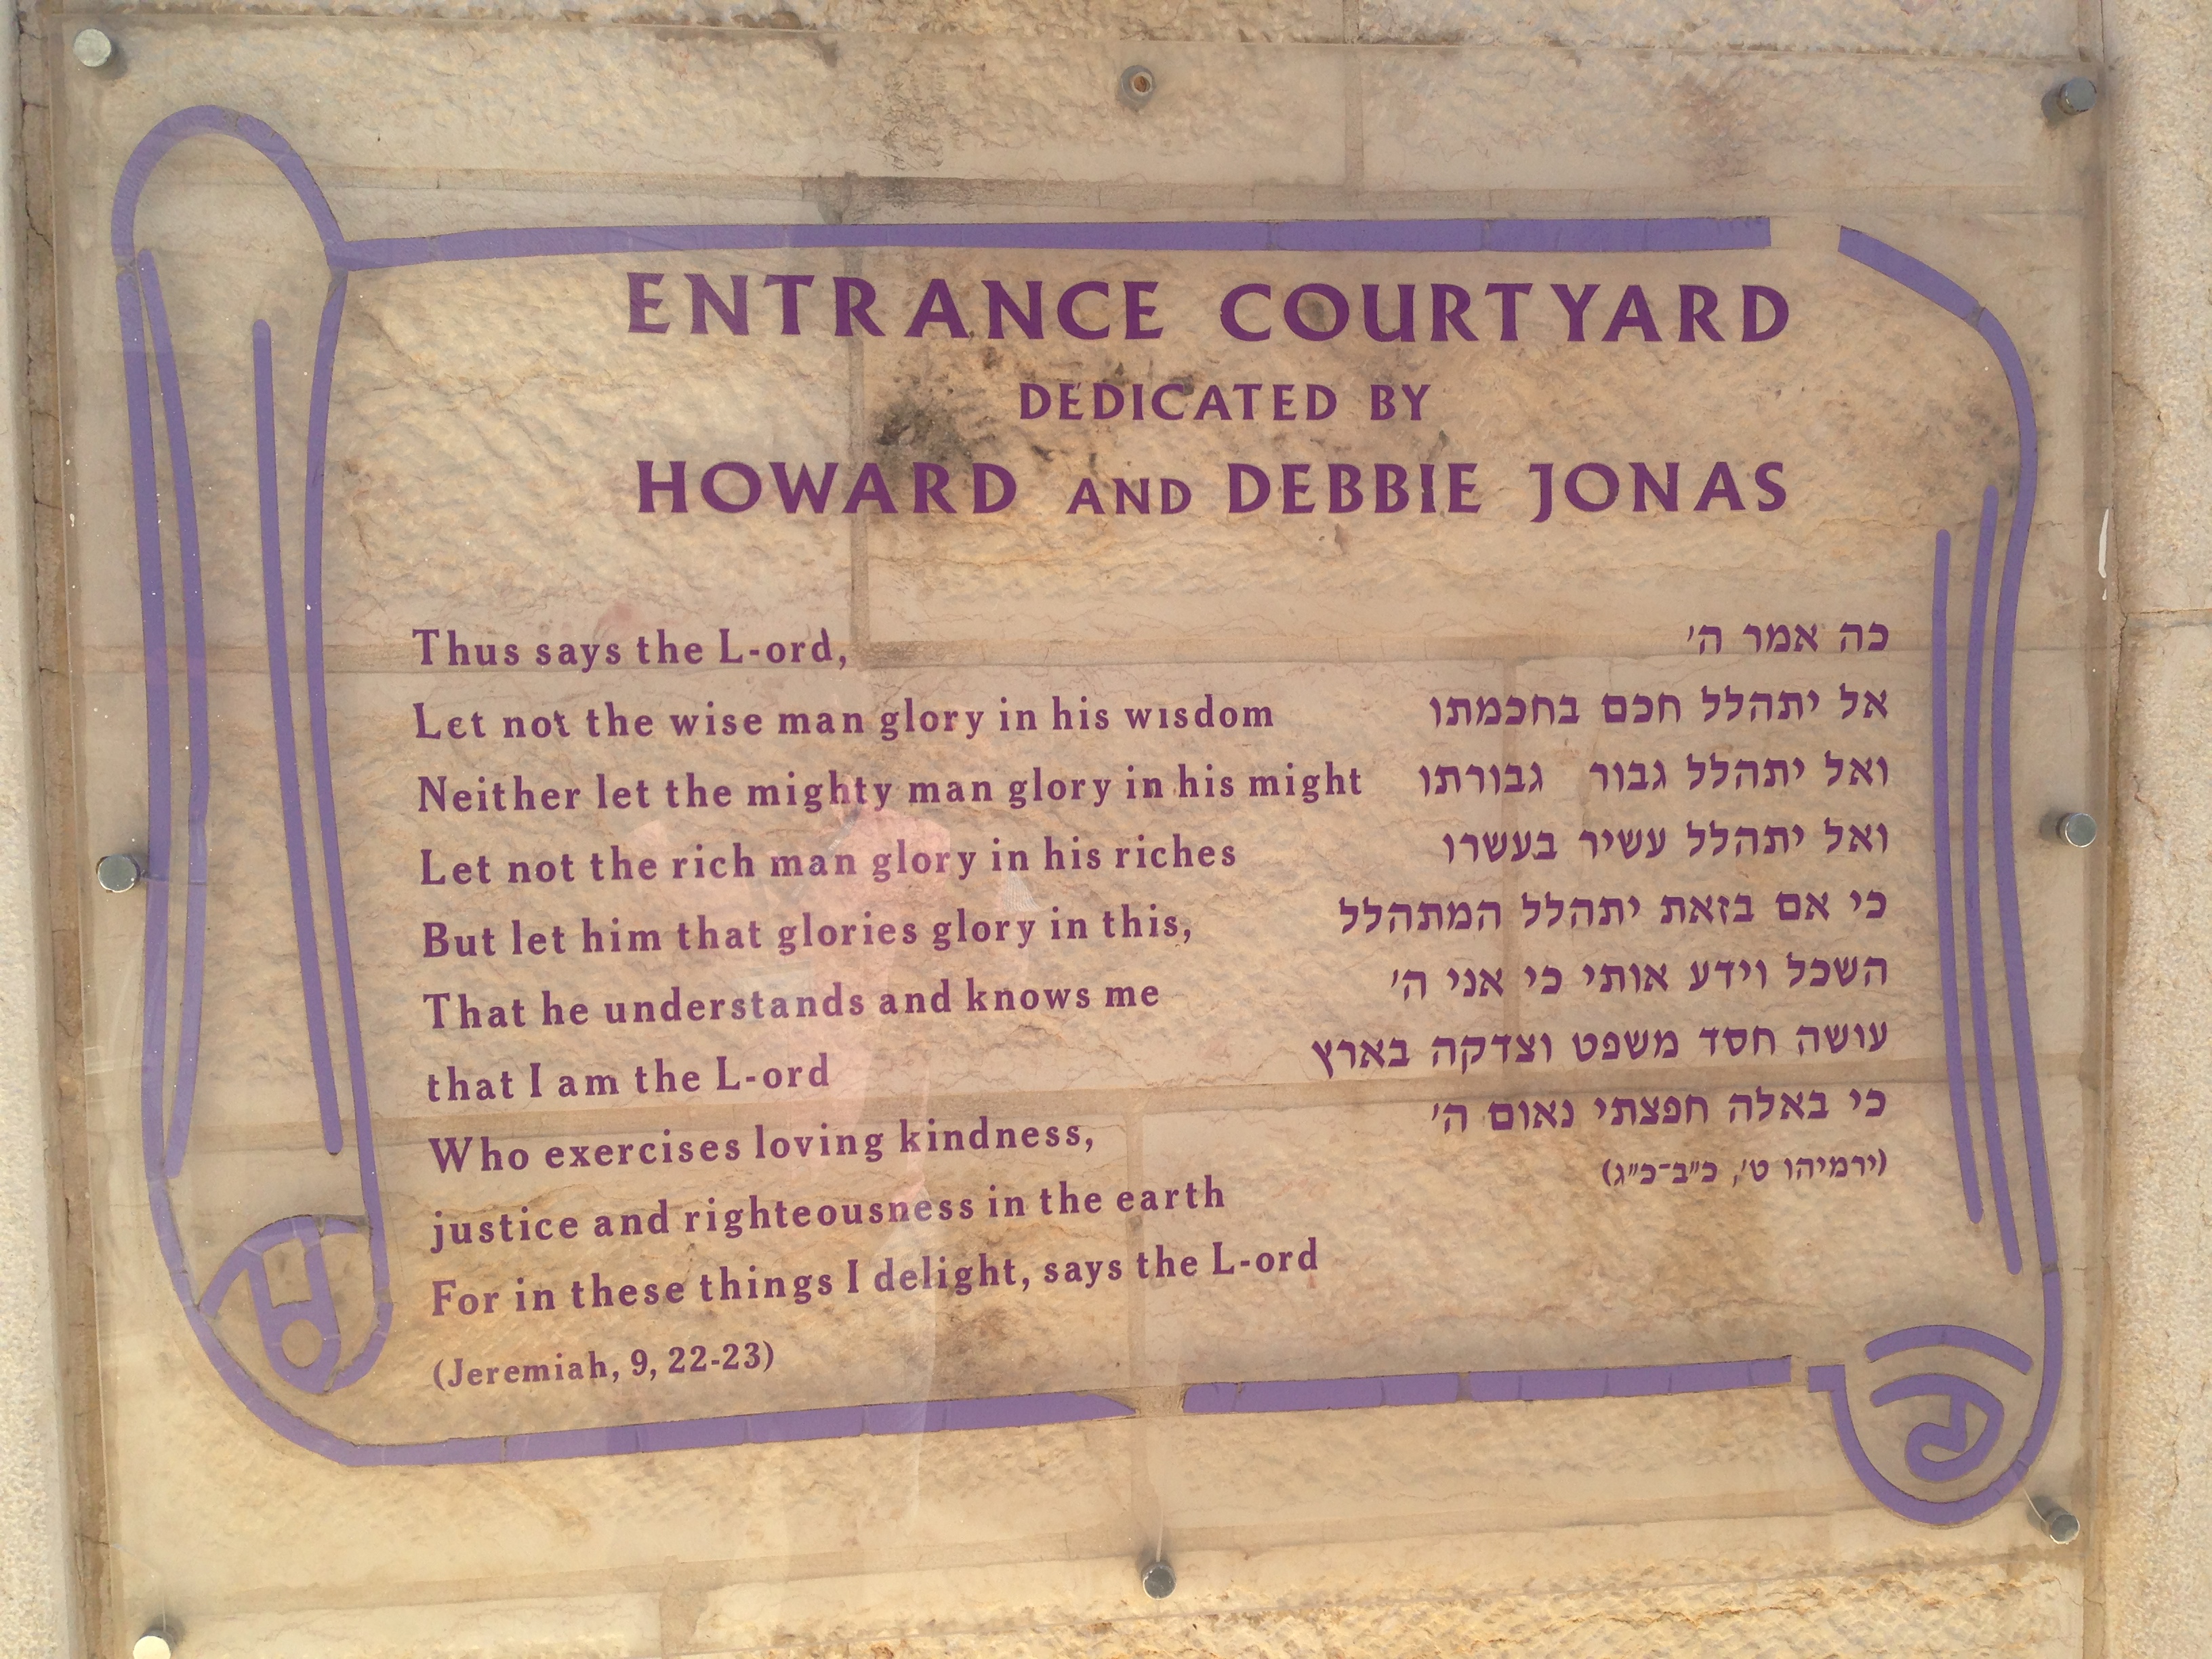 ENTRANCE COURTYARD
DEDICATED BY
HOWARD AND DEBBIE JONAS
Thus says the L-ord,
Let not the wise man glory in his wisdom
Neither let the mighty man glory in his might
Let not the rich man glory in his riches
But let him that glories glory in this,
That he understands and knows me
that I am the L-ord
Who exercises loving kindness,
justice and righteousness in the earth
For in these things I delight, says the L-ord
(Jeremiah, 9, 22-23)
כה אמר ה'
אל יתהלל חכם בחכמתו
ואל יתהלל גבור גבורתו
ואל יתהלל עשיר בעשרו
כי אם בזאת יתהלל המתהלל
השכל וידע אותי כי אני ה'
עושה חסד משפט וצדקה בארץ
כי באלה חפצתי נאום ה'
(ירמיהו ט', כ"ב-כ"ג)